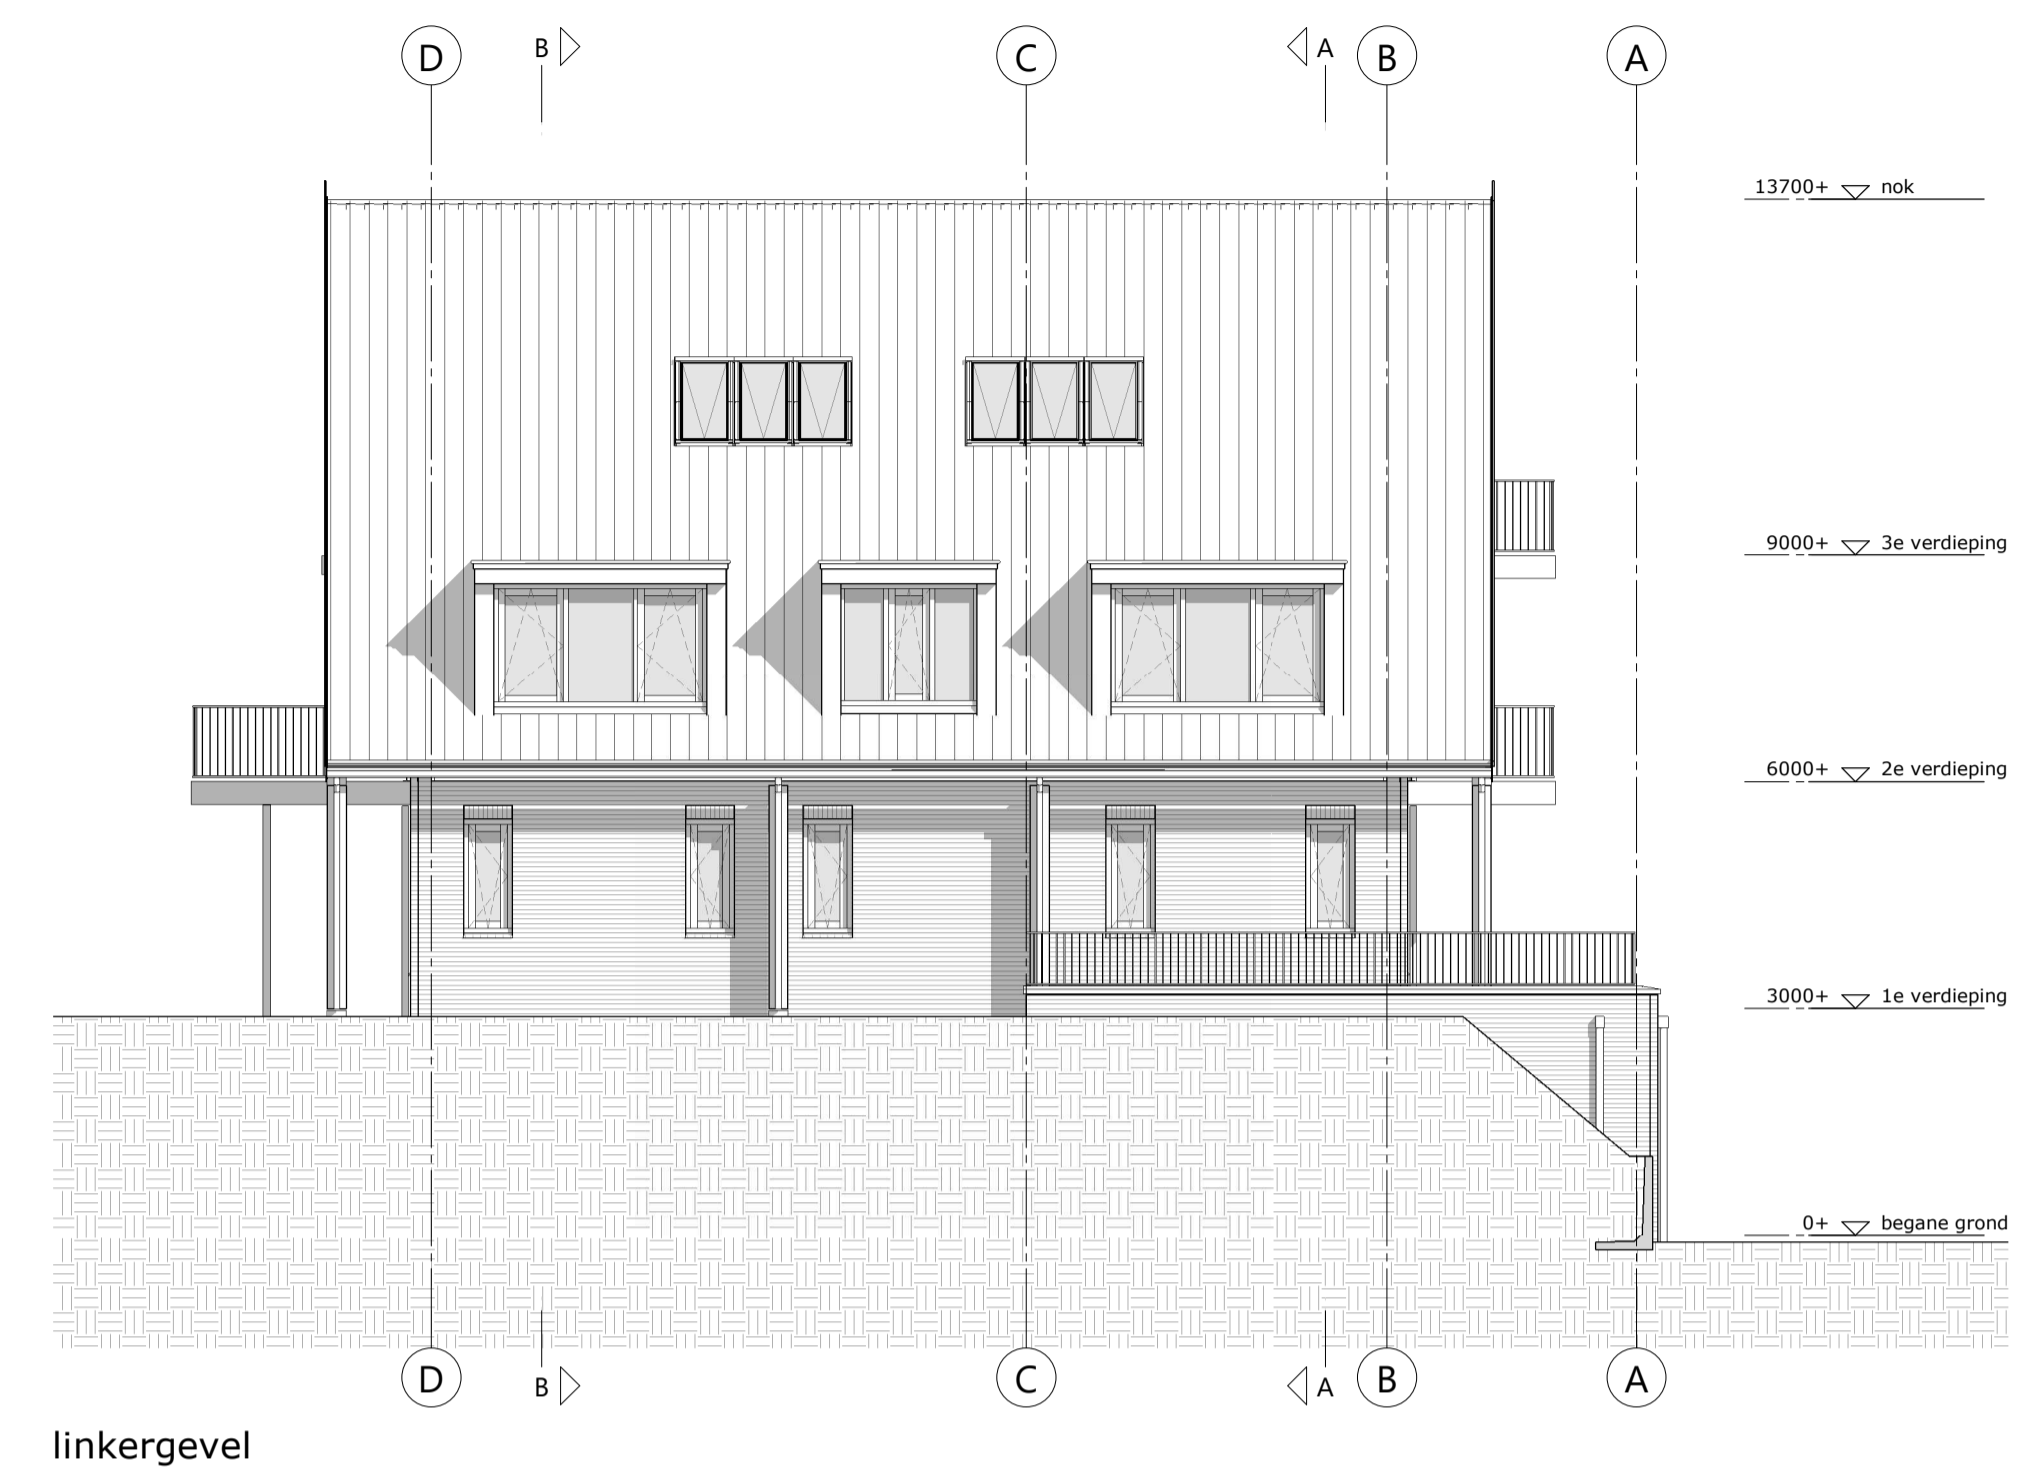 D B C A B A
13700+ nok
9000+ 3e verdieping
6000+ 2e verdieping
3000+ 1e verdieping
0+ begane grond
D B C A B A
linkergevel